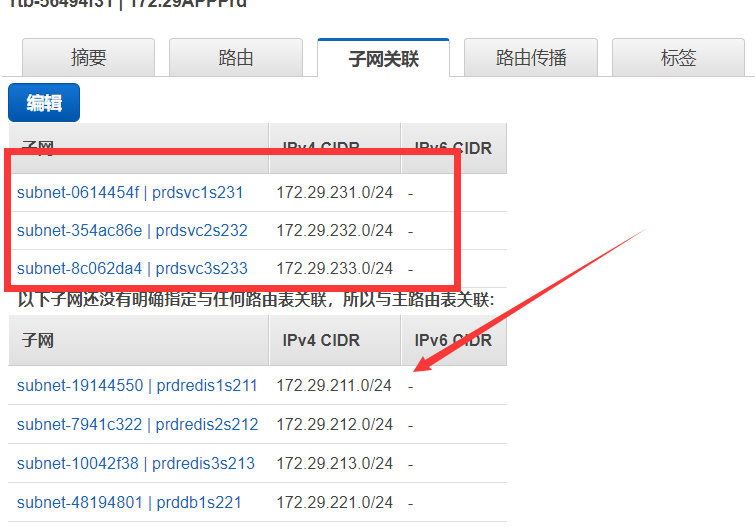 rtb-56494f31 | 172.29APPPrd
摘要 路由 子网关联 路由传播 标签
编辑
子网 IPv4 CIDR IPv6 CIDR
subnet-0614454f | prdsvc1s231 172.29.231.0/24 -
subnet-354ac86e | prdsvc2s232 172.29.232.0/24 -
subnet-8c062da4 | prdsvc3s233 172.29.233.0/24 -
以下子网还没有明确指定与任何路由表关联，所以与主路由表关联:
子网 IPv4 CIDR IPv6 CIDR
subnet-19144550 | prdredis1s211 172.29.211.0/24 -
subnet-7941c322 | prdredis2s212 172.29.212.0/24 -
subnet-10042f38 | prdredis3s213 172.29.213.0/24 -
subnet-48194801 | prddb1s221 172.29.221.0/24 -